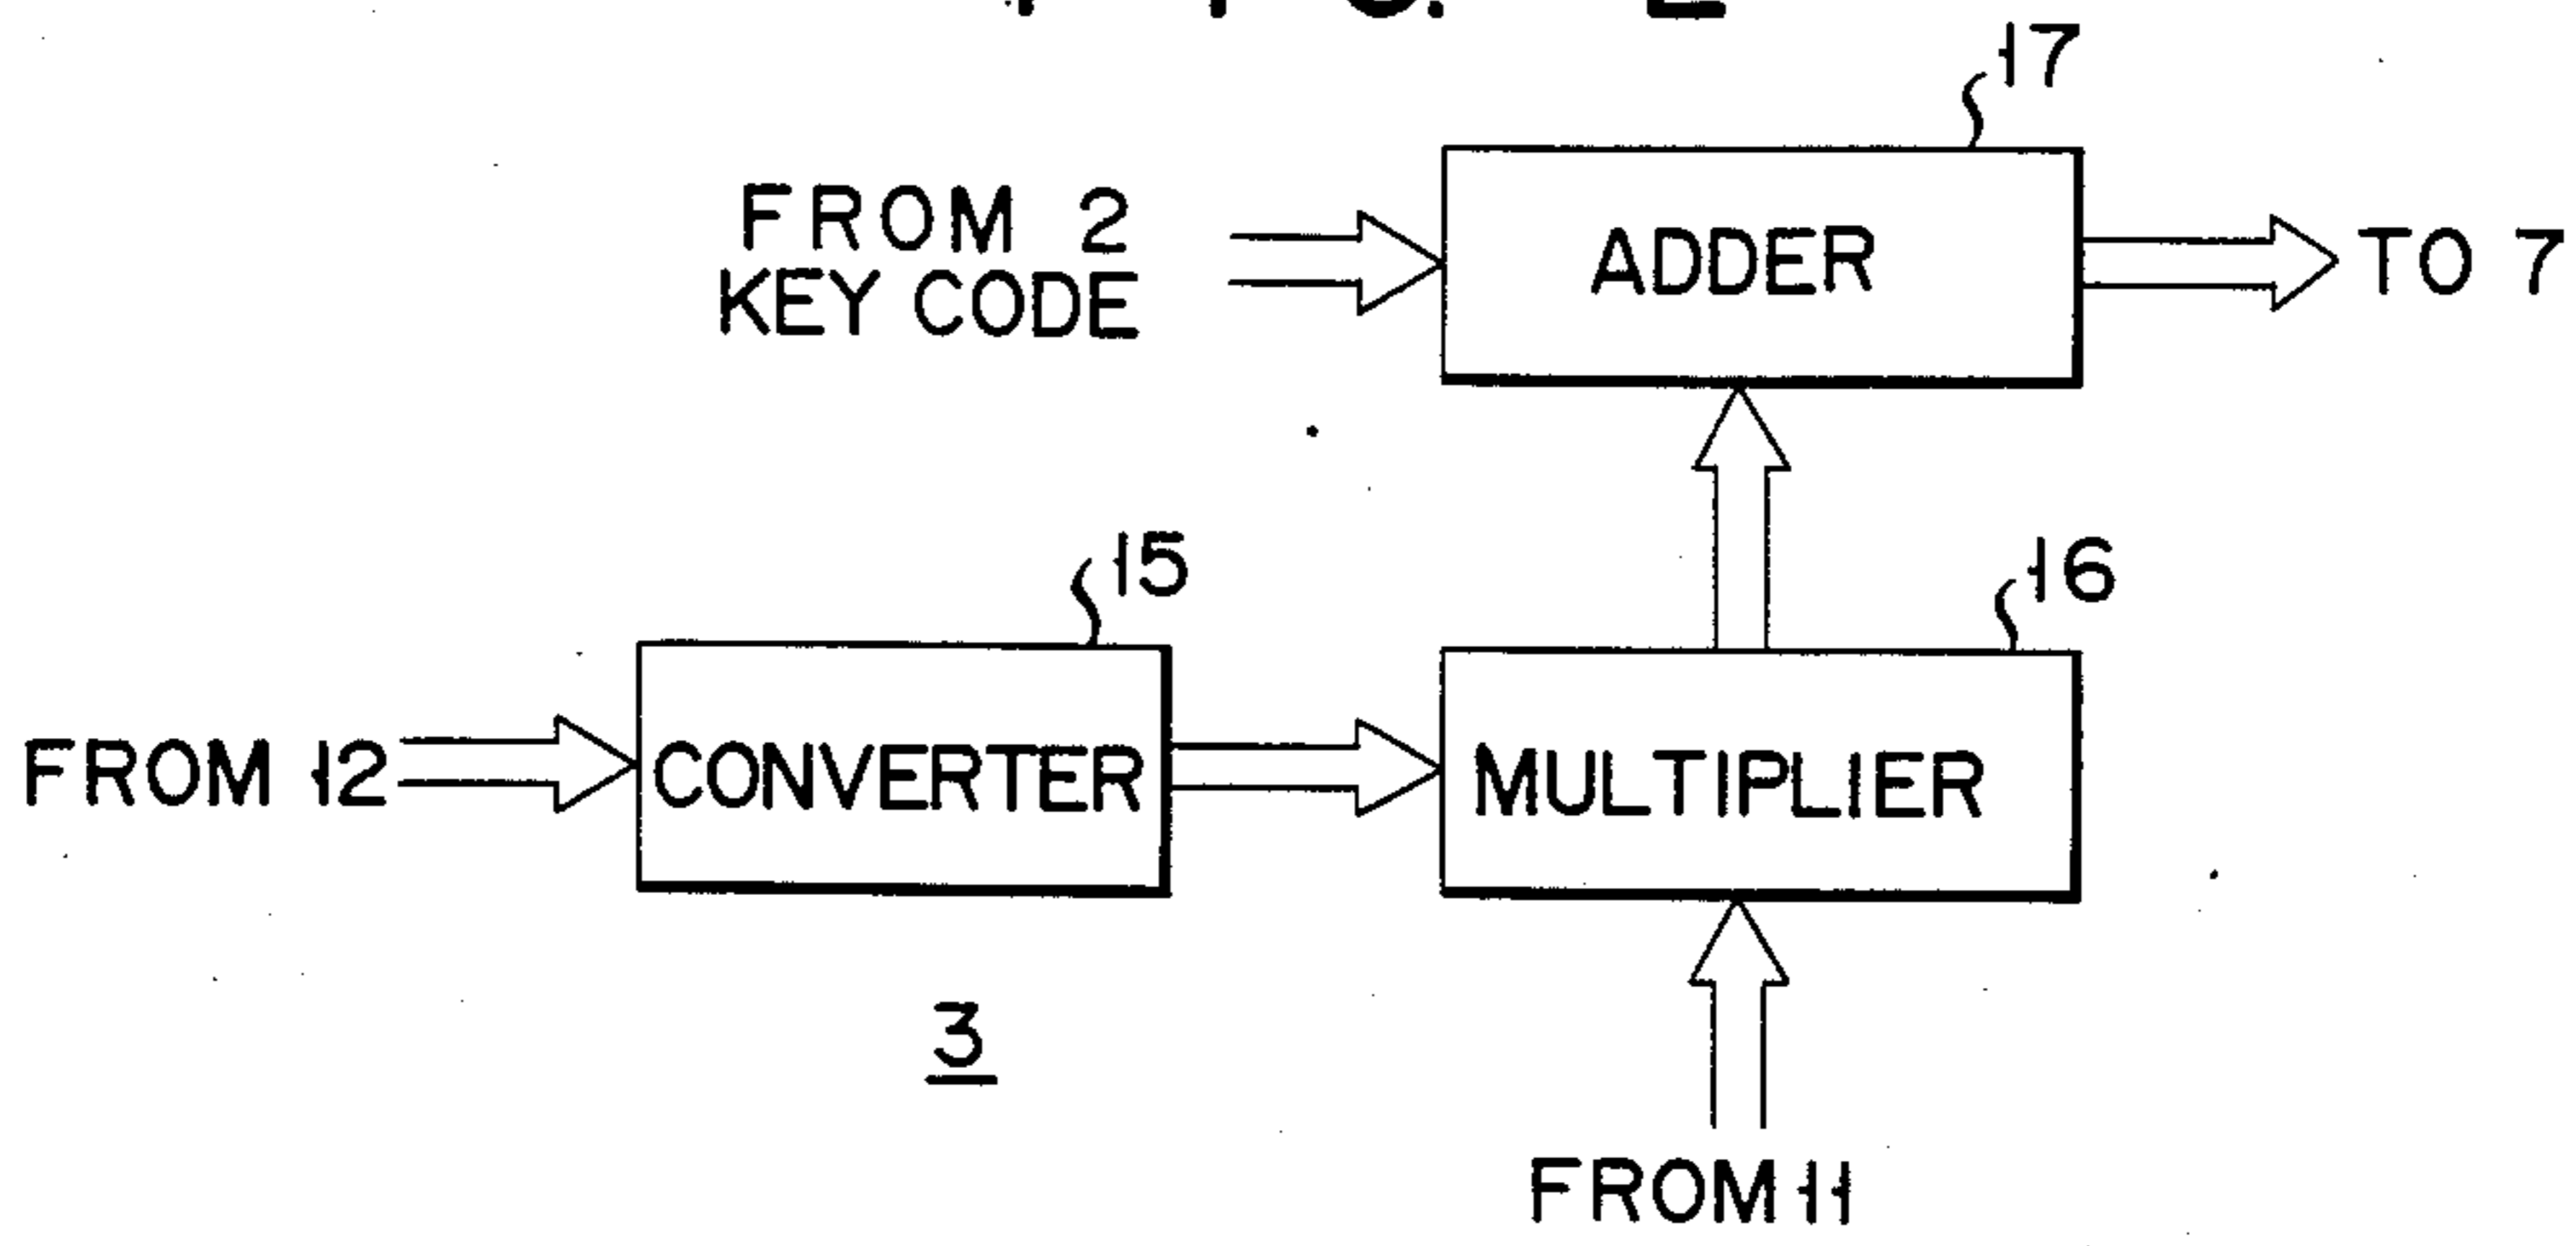 17
FROM 2
KEY CODE
ADDER
TO 7
15
16
FROM 12
CONVERTER
MULTIPLIER
3
FROM 11